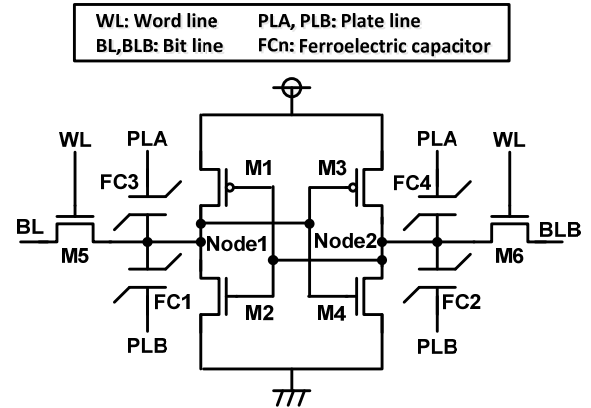 WL: Word line PLA, PLB: Plate line
BL,BLB: Bit line FCn: Ferroelectric capacitor
WL PLA PLA WL
M1 M3
FC3 FC4
BL Node1 Node2 BLB
M5 M6
FC1 M2 M4 FC2
PLB PLB